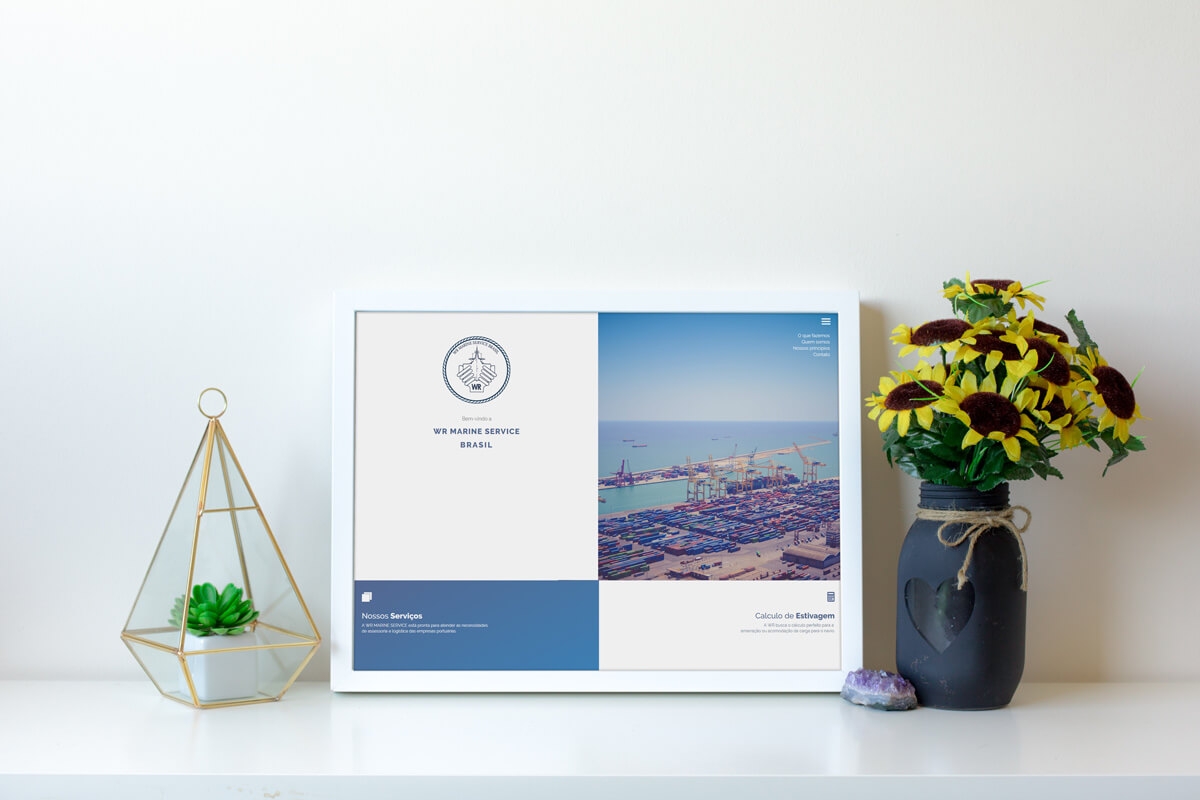 WR MARINE SERVICE BRASIL
WR
Bem-vindo a
WR MARINE SERVICE
BRASIL
O que fazemos
Quem somos
Nossos princípios
Contato
Nossos Serviços
A WR MARINE SERVICE está pronta para atender às necessidades
de assessoria e logística das empresas portuárias.
Calculo de Estivagem
A WR busca o calculo perfeito para a
arrumação ou acomodação da carga para o navio.